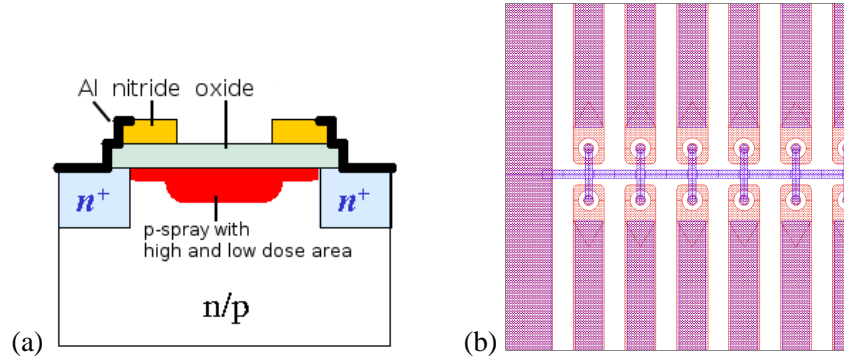 Al nitride oxide
n+ n+
p-spray with
high and low dose area
n/p
(a) (b)